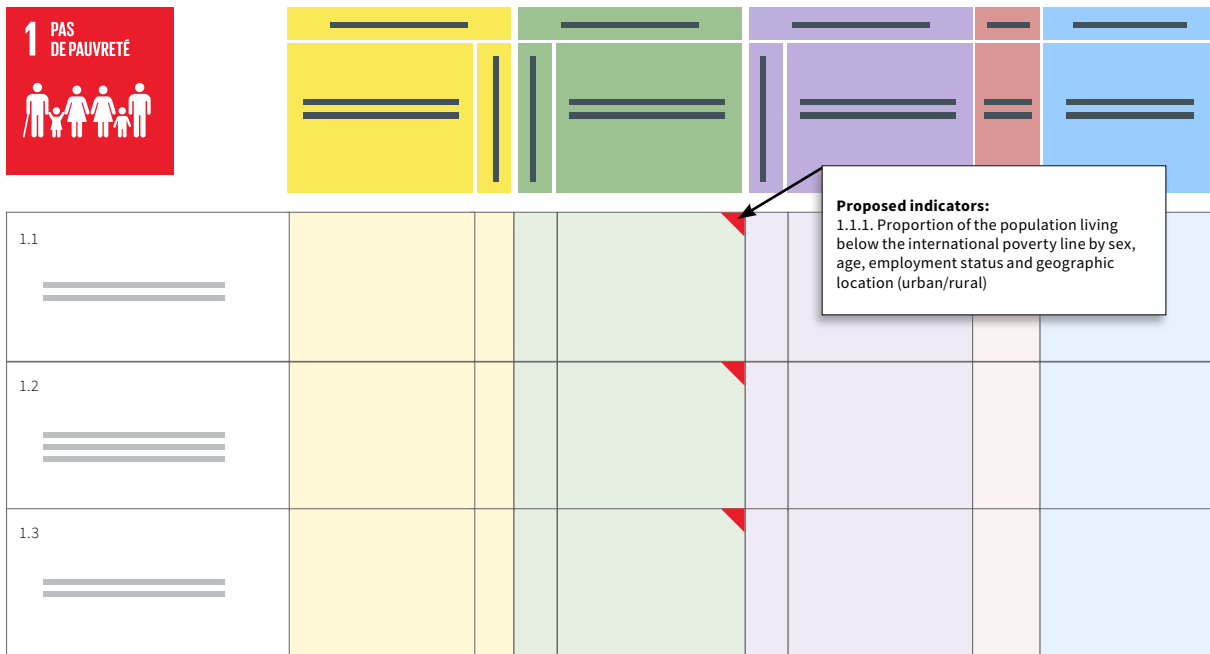 1 PAS
DE PAUVRETÉ
Proposed indicators:
1.1.1. Proportion of the population living
below the international poverty line by sex,
age, employment status and geographic
location (urban/rural)
1.1
1.2
1.3